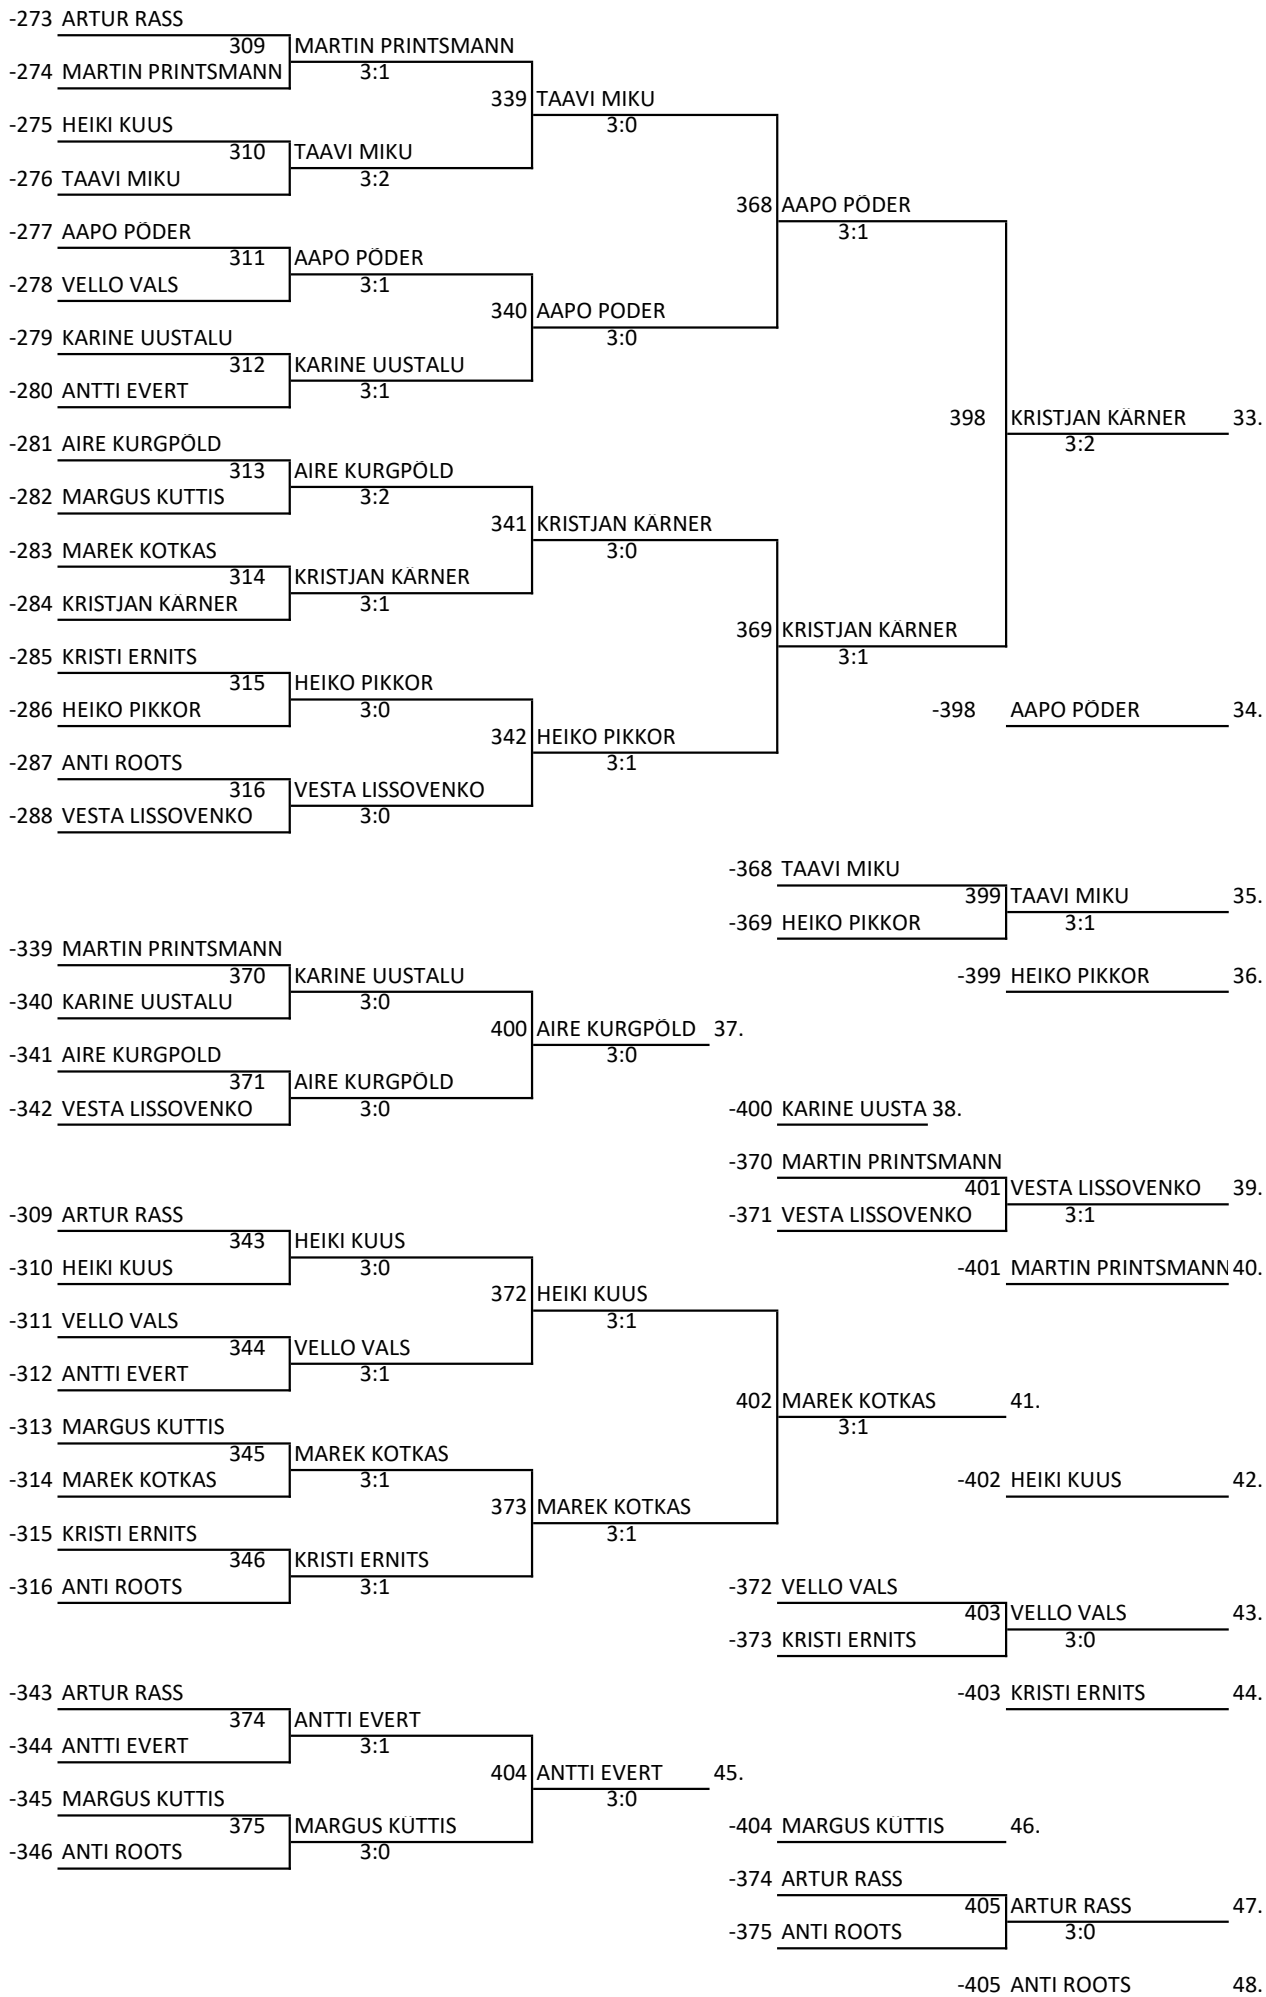 -273 ARTUR RASS
309 MARTIN PRINTSMANN
-274 MARTIN PRINTSMANN 3:1
339 TAAVI MIKU
-275 HEIKI KUUS 3:0
310 TAAVI MIKU
-276 TAAVI MIKU 3:2
368 AAPO PÕDER
-277 AAPO PÕDER 3:1
311 AAPO PÕDER
-278 VELLO VALS 3:1
340 AAPO PÕDER
-279 KARINE UUSTALU 3:0
312 KARINE UUSTALU
-280 ANTTI EVERT 3:1
398 KRISTJAN KÄRNER 33.
-281 AIRE KURGPÕLD 3:2
313 AIRE KURGPÕLD
-282 MARGUS KÜTTIS 3:2
341 KRISTJAN KÄRNER
-283 MAREK KOTKAS 3:0
314 KRISTJAN KÄRNER
-284 KRISTJAN KÄRNER 3:1
369 KRISTJAN KÄRNER
-285 KRISTI ERNITS 3:1
315 HEIKO PIKKOR
-286 HEIKO PIKKOR 3:0 -398 AAPO PÕDER 34.
342 HEIKO PIKKOR
-287 ANTI ROOTS 3:1
316 VESTA LISSOVENKO
-288 VESTA LISSOVENKO 3:0
-368 TAAVI MIKU
399 TAAVI MIKU 35.
-369 HEIKO PIKKOR 3:1
-339 MARTIN PRINTSMANN
370 KARINE UUSTALU -399 HEIKO PIKKOR 36.
-340 KARINE UUSTALU 3:0
400 AIRE KURGPÕLD 37.
-341 AIRE KURGPÕLD 3:0
371 AIRE KURGPÕLD
-342 VESTA LISSOVENKO 3:0 -400 KARINE UUSTA 38.
-370 MARTIN PRINTSMANN
401 VESTA LISSOVENKO 39.
-309 ARTUR RASS -371 VESTA LISSOVENKO 3:1
343 HEIKI KUUS
-310 HEIKI KUUS 3:0 -401 MARTIN PRINTSMANN 40.
372 HEIKI KUUS
-311 VELLO VALS 3:1
344 VELLO VALS
-312 ANTTI EVERT 3:1
402 MAREK KOTKAS 41.
-313 MARGUS KÜTTIS 3:1
345 MAREK KOTKAS
-314 MAREK KOTKAS 3:1 -402 HEIKI KUUS 42.
373 MAREK KOTKAS
-315 KRISTI ERNITS 3:1
346 KRISTI ERNITS
-316 ANTI ROOTS 3:1 -372 VELLO VALS
403 VELLO VALS 43.
-373 KRISTI ERNITS 3:0
-343 ARTUR RASS -403 KRISTI ERNITS 44.
374 ANTTI EVERT
-344 ANTTI EVERT 3:1
404 ANTTI EVERT 45.
-345 MARGUS KÜTTIS 3:0
375 MARGUS KÜTTIS -404 MARGUS KÜTTIS 46.
-346 ANTI ROOTS 3:0
-374 ARTUR RASS
405 ARTUR RASS 47.
-375 ANTI ROOTS 3:0
-405 ANTI ROOTS 48.